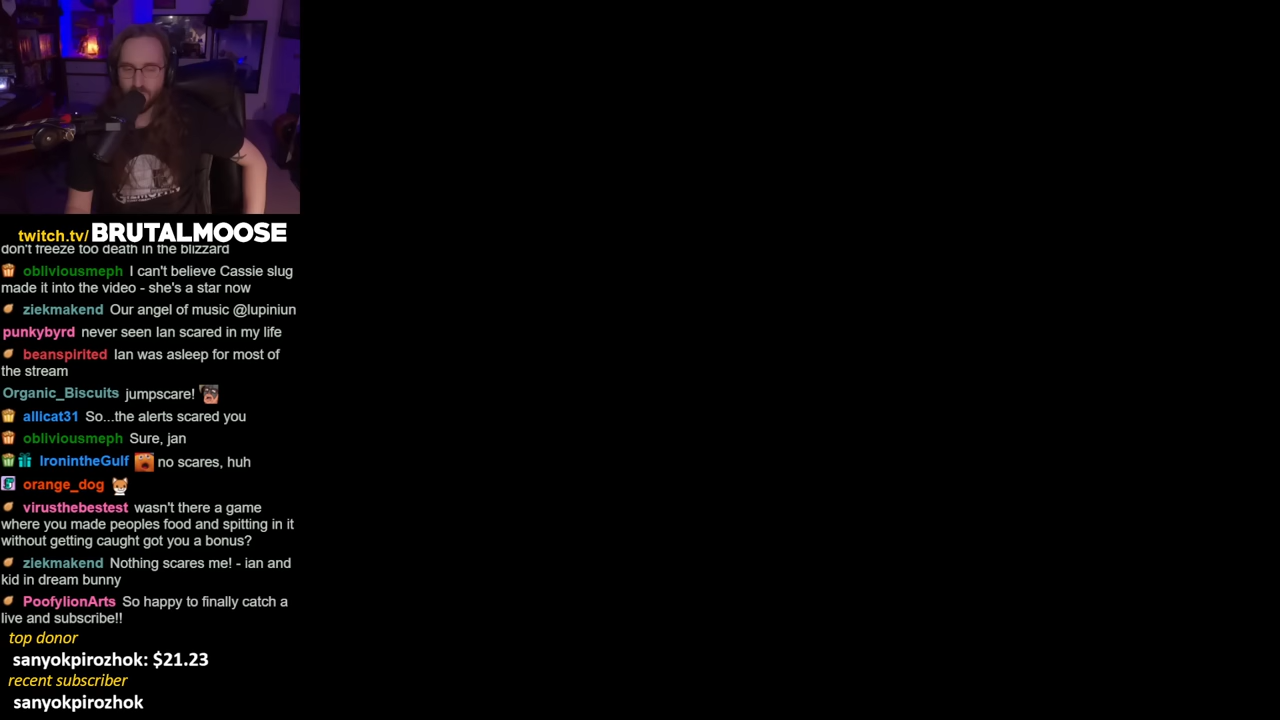 twitch.tv/BRUTALMOOSE
don't freeze too death in the blizzard
oblivIousmeph I can't believe Cassie slug
made it into the video - she's a star now
ziekmakend Our angel of music @lupiniun
punkybyrd never seen Ian scared in my life
beanspirited Ian was asleep for most of
the stream
Organic_Biscuits jumpscare!
allicat31 So...the alerts scared you
oblivIousmeph Sure, jan
IronintheGulf no scares, huh
orange_dog
virusthebestest wasn't there a game
where you made peoples food and spitting in it
without getting caught got you a bonus?
ziekmakend Nothing scares me! - ian and
kid in dream bunny
PoofylionArts So happy to finally catch a
live and subscribe!!
top donor
sanyokpirozhok: $21.23
recent subscriber
sanyokpirozhok